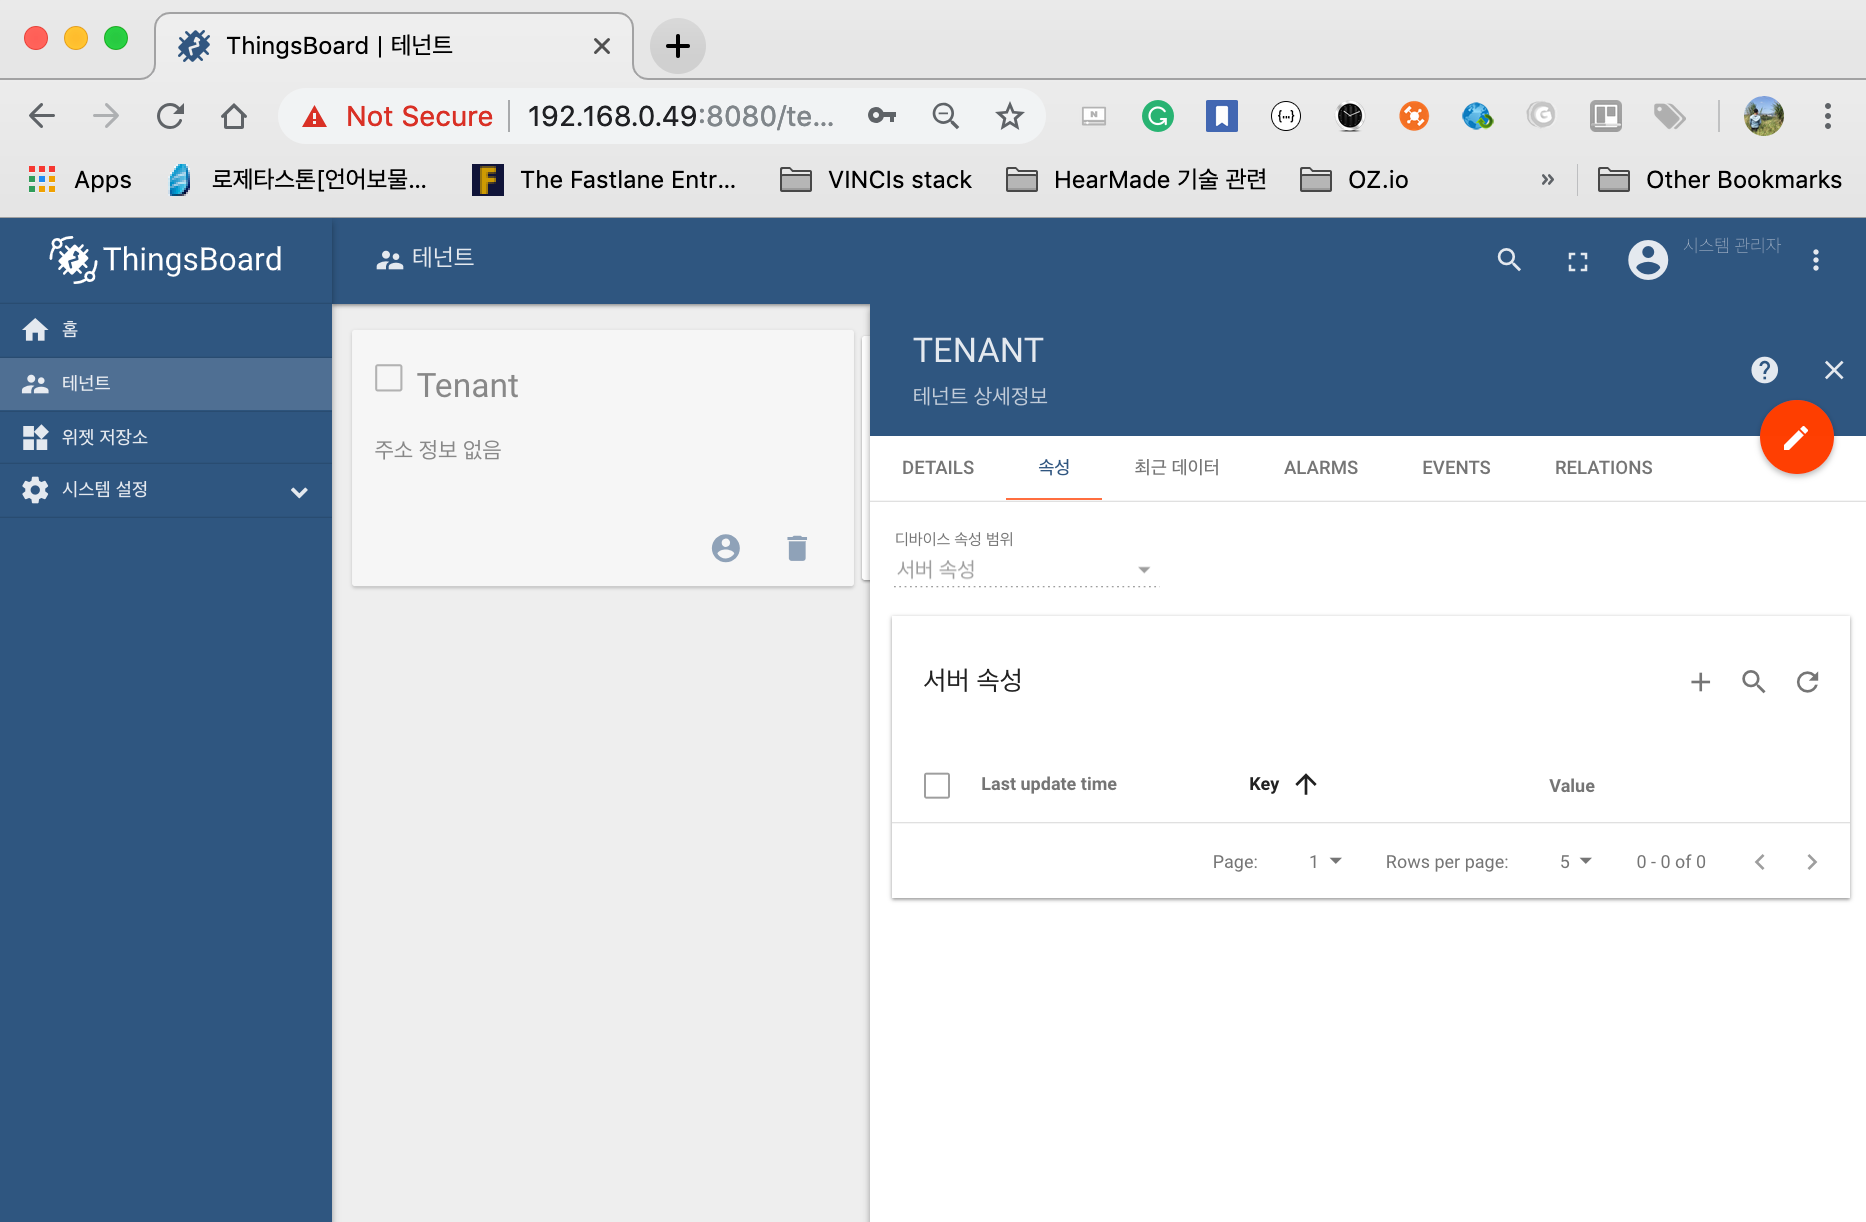 ThingsBoard | 테넌트
Not Secure
192.168.0.49:8080/te...
Apps
로제타스톤[언어보물...
The Fastlane Entr...
VINCIs stack
HearMade 기술 관련
OZ.io
»
Other Bookmarks
ThingsBoard
테넌트
시스템 관리자
홈
테넌트
위젯 저장소
시스템 설정
Tenant
주소 정보 없음
TENANT
테넌트 상세정보
DETAILS
속성
최근 데이터
ALARMS
EVENTS
RELATIONS
디바이스 속성 범위
서버 속성
서버 속성
Last update time
Key
Value
Page:
1
Rows per page:
5
0 - 0 of 0